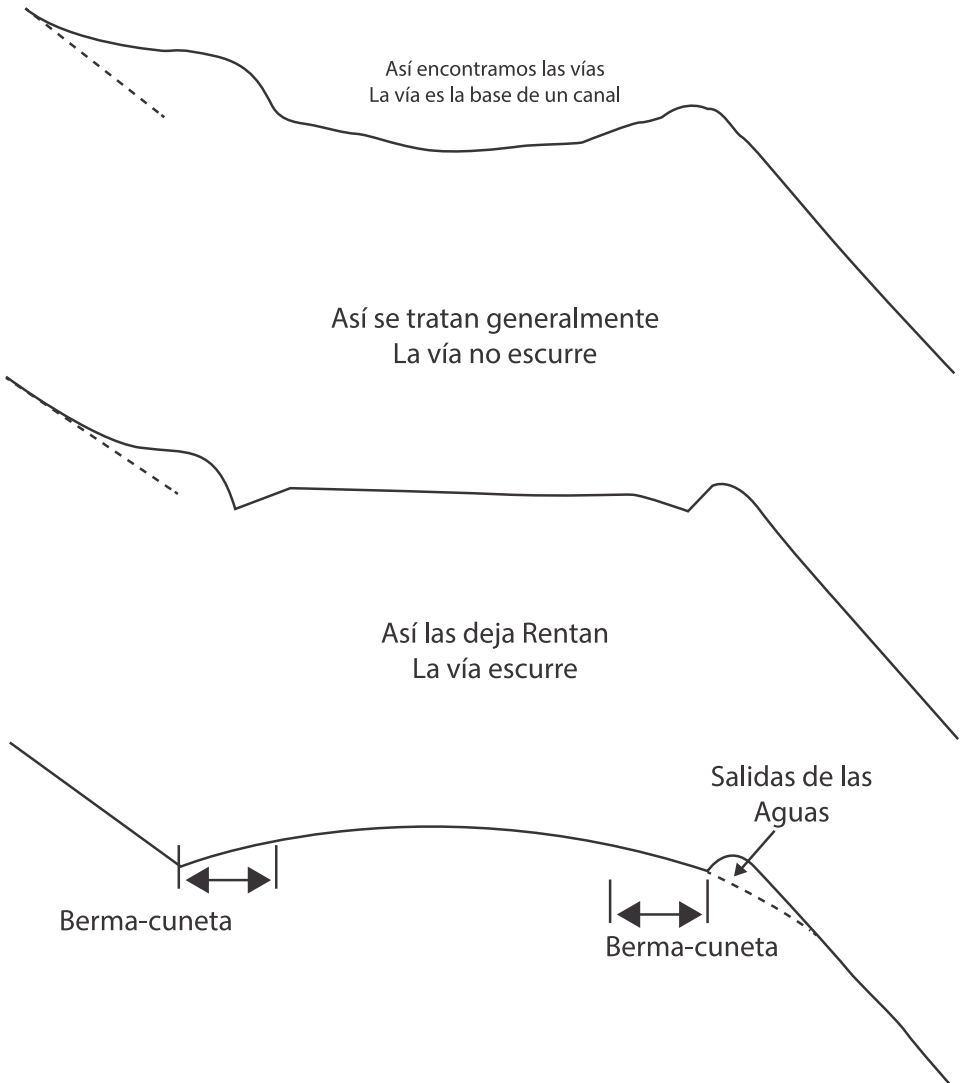 Así encontramos las vías
La vía es la base de un canal
Así se tratan generalmente
La vía no escurre
Así las deja Rentan
La vía escurre
Salidas de las
Aguas
Berma-cuneta
Berma-cuneta